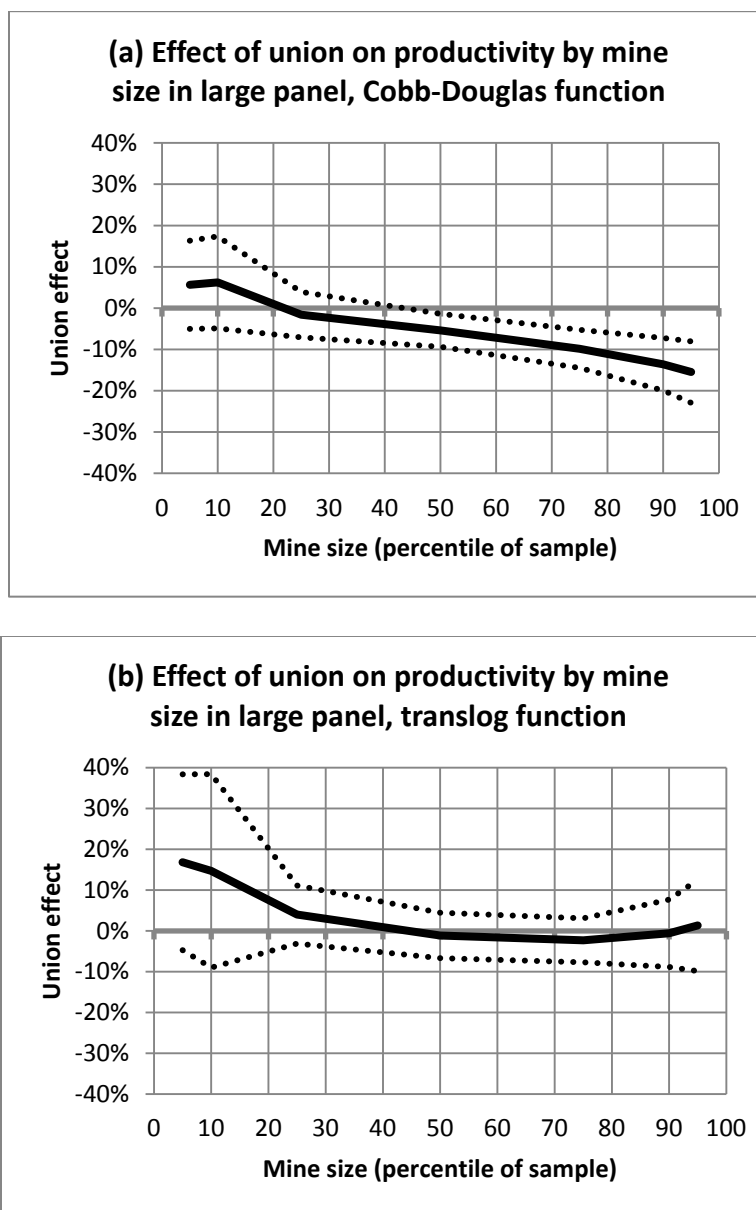 (a) Effect of union on productivity by mine
size in large panel, Cobb-Douglas function
40%
30%
20%
10%
0%
-10%
-20%
-30%
-40%
Union effect
0 10 20 30 40 50 60 70 80 90 100
Mine size (percentile of sample)
(b) Effect of union on productivity by mine
size in large panel, translog function
40%
30%
20%
10%
0%
-10%
-20%
-30%
-40%
Union effect
0 10 20 30 40 50 60 70 80 90 100
Mine size (percentile of sample)